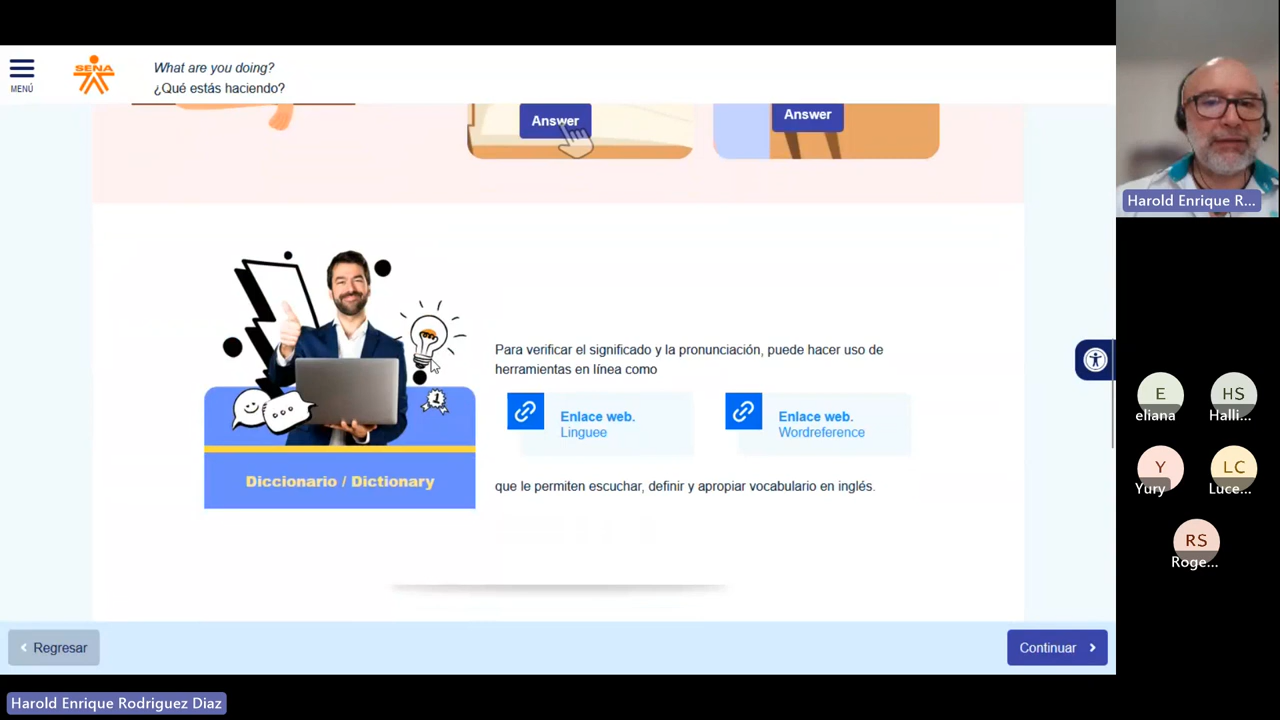 MENÚ
SENA
What are you doing?
¿Qué estás haciendo?
Answer
Answer
Para verificar el significado y la pronunciación, puede hacer uso de
herramientas en línea como
Enlace web.
Linguee
Enlace web.
Wordreference
que le permiten escuchar, definir y apropiar vocabulario en inglés.
1
Diccionario / Dictionary
Regresar
Continuar
Harold Enrique Rodriguez Diaz
Harold Enrique R...
E
eliana
HS
Halli...
Y
Yury
LC
Luce...
RS
Roge...